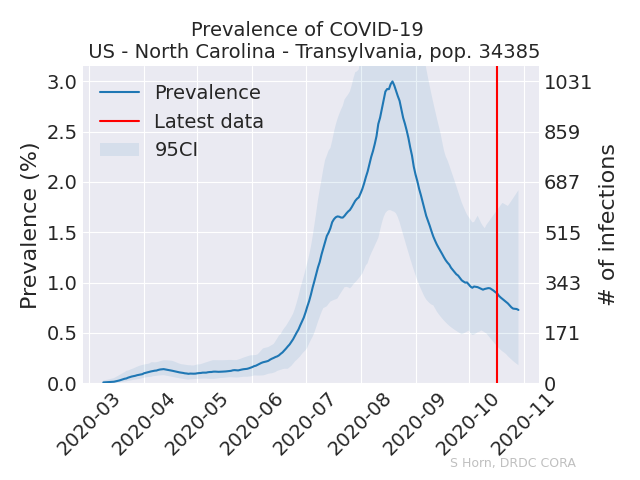 Prevalence of COVID-19
US - North Carolina - Transylvania, pop. 34385
Prevalence
Latest data
95CI
Prevalence (%)
3.0
2.5
2.0
1.5
1.0
0.5
0.0
1031
859
687
515
343
171
0
# of infections
2020-03
2020-04
2020-05
2020-06
2020-07
2020-08
2020-09
2020-10
2020-11
S Horn, DRDC CORA